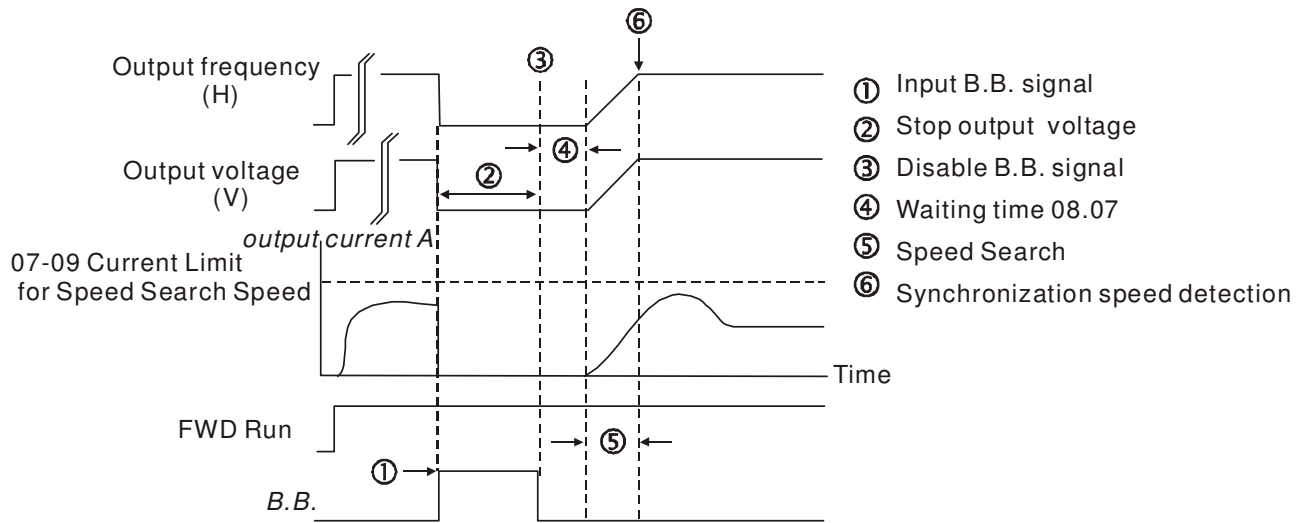 ⑥
Output frequency
(H)
③
① Input B.B. signal
② Stop output voltage
③ Disable B.B. signal
④ Waiting time 08.07
⑤ Speed Search
⑥ Synchronization speed detection
④
Output voltage
(V)
②
output current A
07-09 Current Limit
for Speed Search Speed
Time
FWD Run
⑤
①
B.B.